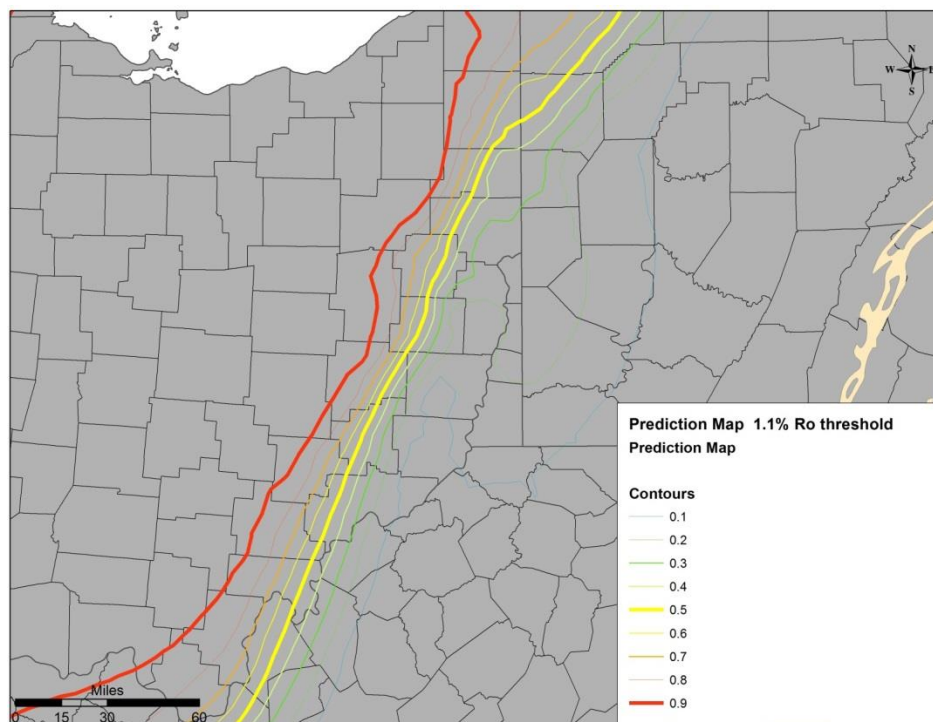 N
W E
S
Prediction Map 1.1% Ro threshold
Prediction Map
Contours
0.1
0.2
0.3
0.4
0.5
0.6
0.7
0.8
0.9
Miles
0 15 30 60